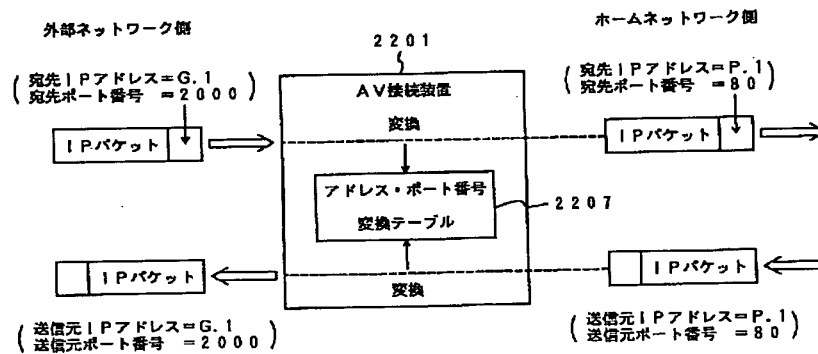 外部ネットワーク側
ホームネットワーク側
2201
(宛先IPアドレス=G.1
宛先ポート番号 =2000)
AV接続装置
(宛先IPアドレス=P.1
宛先ポート番号 =80)
IPパケット
変換
IPパケット
アドレス・ポート番号
変換テーブル
2207
IPパケット
変換
IPパケット
(送信元IPアドレス=G.1
送信元ポート番号 =2000)
(送信元IPアドレス=P.1
送信元ポート番号 =80)